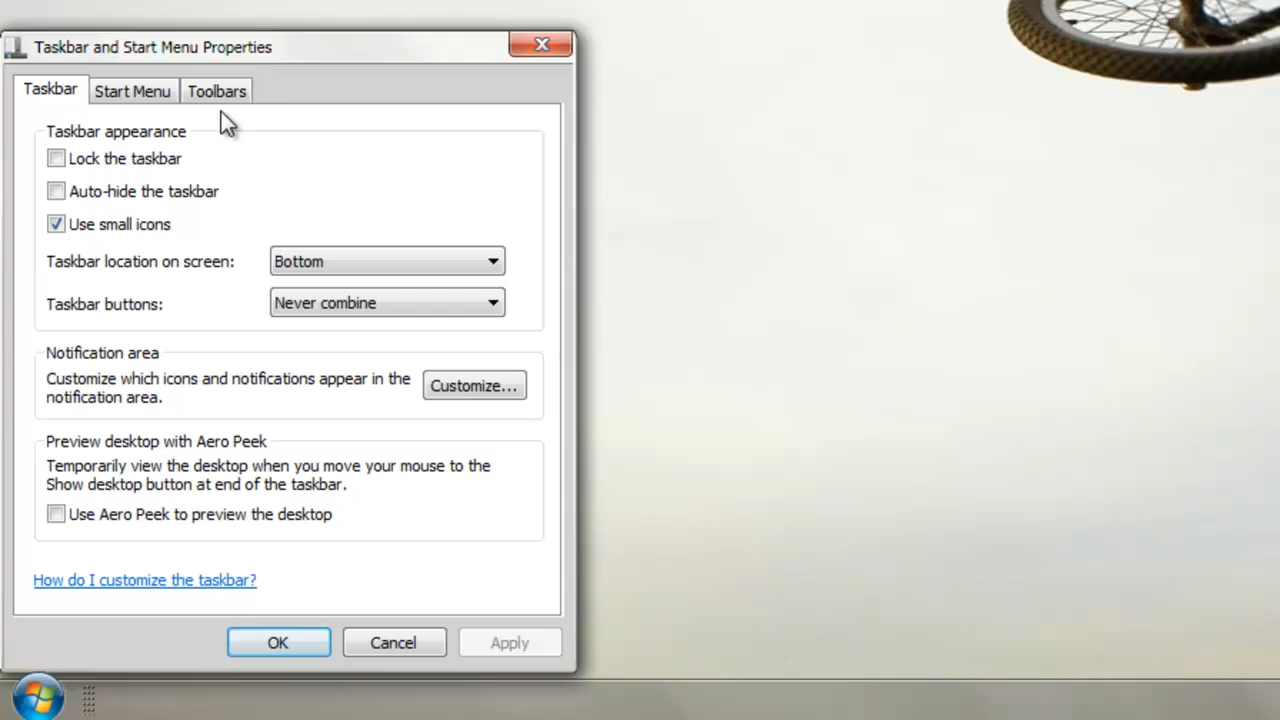 Taskbar and Start Menu Properties
Taskbar
Start Menu
Toolbars
Taskbar appearance
Lock the taskbar
Auto-hide the taskbar
Use small icons
Taskbar location on screen:
Bottom
Taskbar buttons:
Never combine
Notification area
Customize which icons and notifications appear in the
notification area.
Customize...
Preview desktop with Aero Peek
Temporarily view the desktop when you move your mouse to the
Show desktop button at end of the taskbar.
Use Aero Peek to preview the desktop
How do I customize the taskbar?
OK
Cancel
Apply